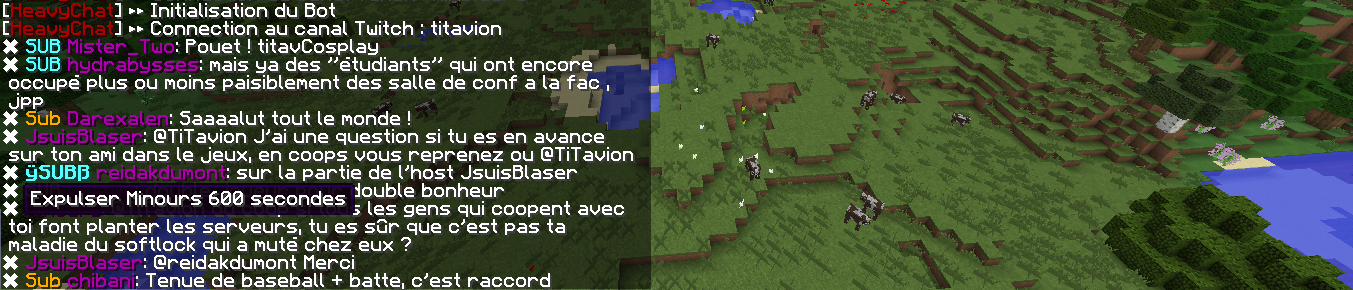 [HeavyChat] ▸▸ Initialisation du Bot
[HeavyChat] ▸▸ Connection au canal Twitch : titavion
✖ SUB Mister_Two: Pouet ! titavCosplay
✖ SUB hydrabysses: mais ya des "étudiants" qui ont encore
occupé plus ou moins paisiblement des salle de conf a la fac ,
jpp
✖ Sub Darexalen: Saaaalut tout le monde !
✖ JsuisBlaser: @TiTavion J'ai une question si tu es en avance
sur ton ami dans le jeux, en coops vous reprenez ou @TiTavion
✖ ÿSUBβ reidakdumont: sur la partie de l'host JsuisBlaser
✖ double bonheur
Expulser Minours 600 secondes
✖ les gens qui coopent avec
toi font planter les serveurs, tu es sûr que c'est pas ta
maladie du softlock qui a muté chez eux ?
✖ JsuisBlaser: @reidakdumont Merci
✖ Sub chibani: Tenue de baseball + batte, c'est raccord